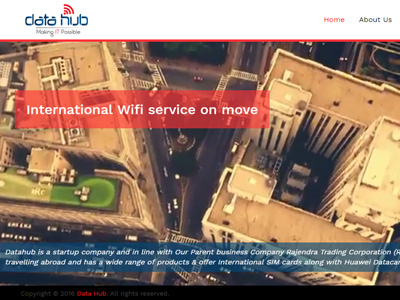 data hub
Making IT Possible
Home About Us
International Wifi service on move
Datahub is a startup company and in line with Our Parent business Company Rajendra Trading Corporation (R
travelling abroad and has a wide range of products & offer International SIM cards along with Huawei Datacar
Copyright © 2016 Data Hub. All rights reserved.